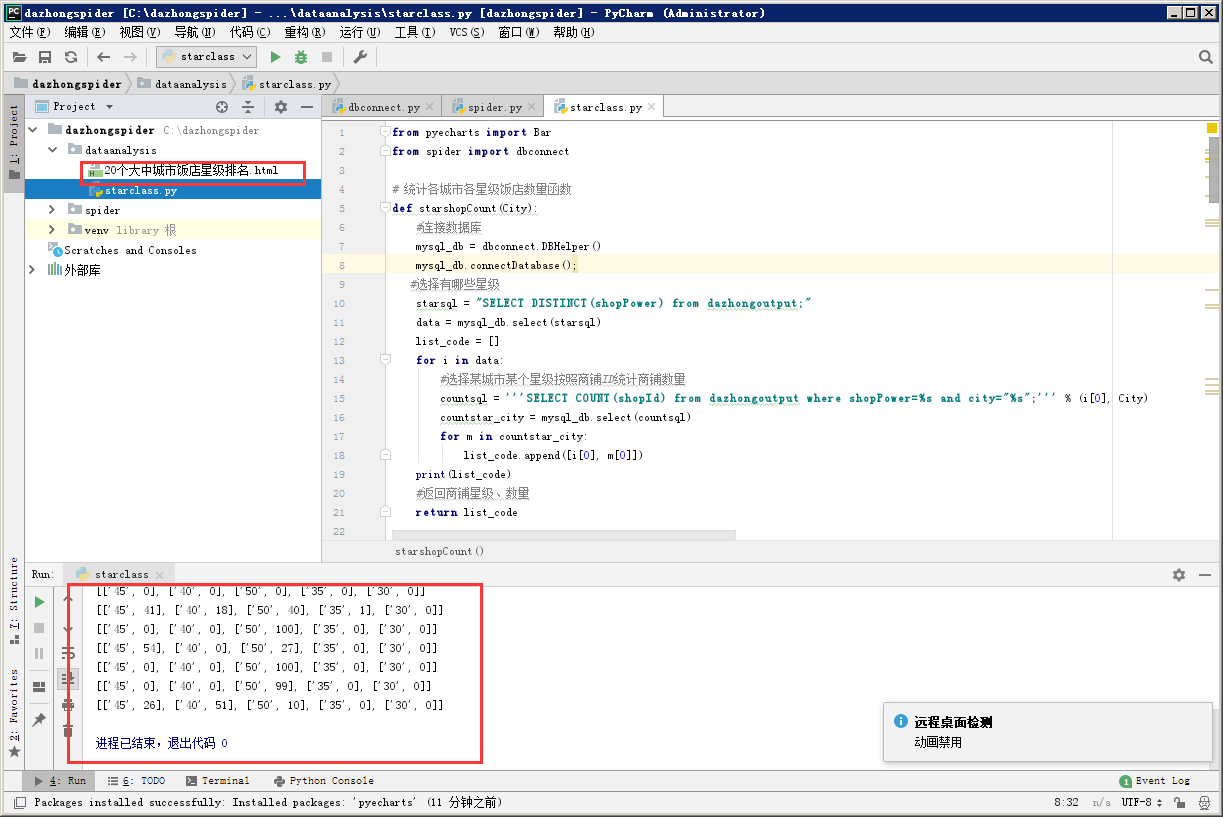 dazhongspider [C:\dazhongspider] - ...\dataanalysis\starclass.py [dazhongspider] - PyCharm (Administrator)
文件(F) 编辑(E) 视图(V) 导航(N) 代码(C) 重构(R) 运行(U) 工具(T) VCS(S) 窗口(W) 帮助(H)
starclass
dazhongspider dataanalysis starclass.py
1: Project
Project
dbconnect.py spider.py starclass.py
dazhongspider C:\dazhongspider
dataanalysis
20个大中城市饭店星级排名.html
starclass.py
spider
venv library 根
Scratches and Consoles
外部库
1 from pyecharts import Bar
2 from spider import dbconnect
3
4 # 统计各城市各星级饭店数量函数
5 def starshopCount(City):
6 #连接数据库
7 mysql_db = dbconnect.DBHelper()
8 mysql_db.connectDatabase();
9 #选择有哪些星级
10 starsql = "SELECT DISTINCT(shopPower) from dazhongoutput;"
11 data = mysql_db.select(starsql)
12 list_code = []
13 for i in data:
14 #选择某城市某个星级按照商铺ID统计商铺数量
15 countsql = '''SELECT COUNT(shopId) from dazhongoutput where shopPower=%s and city="%s";''' % (i[0], City)
16 countstar_city = mysql_db.select(countsql)
17 for m in countstar_city:
18 list_code.append([i[0], m[0]])
19 print(list_code)
20 #返回商铺星级、数量
21 return list_code
22
starshopCount()
7: Structure
2: Favorites
Run: starclass
[['45', 0], ['40', 0], ['50', 0], ['35', 0], ['30', 0]]
[['45', 41], ['40', 18], ['50', 40], ['35', 1], ['30', 0]]
[['45', 0], ['40', 0], ['50', 100], ['35', 0], ['30', 0]]
[['45', 54], ['40', 0], ['50', 27], ['35', 0], ['30', 0]]
[['45', 0], ['40', 0], ['50', 100], ['35', 0], ['30', 0]]
[['45', 0], ['40', 0], ['50', 99], ['35', 0], ['30', 0]]
[['45', 26], ['40', 51], ['50', 10], ['35', 0], ['30', 0]]
进程已结束，退出代码 0
远程桌面检测
动画禁用
4: Run 6: TODO Terminal Python Console 1 Event Log
Packages installed successfully: Installed packages: 'pyecharts' (11 分钟之前) 8:32 n/a UTF-8